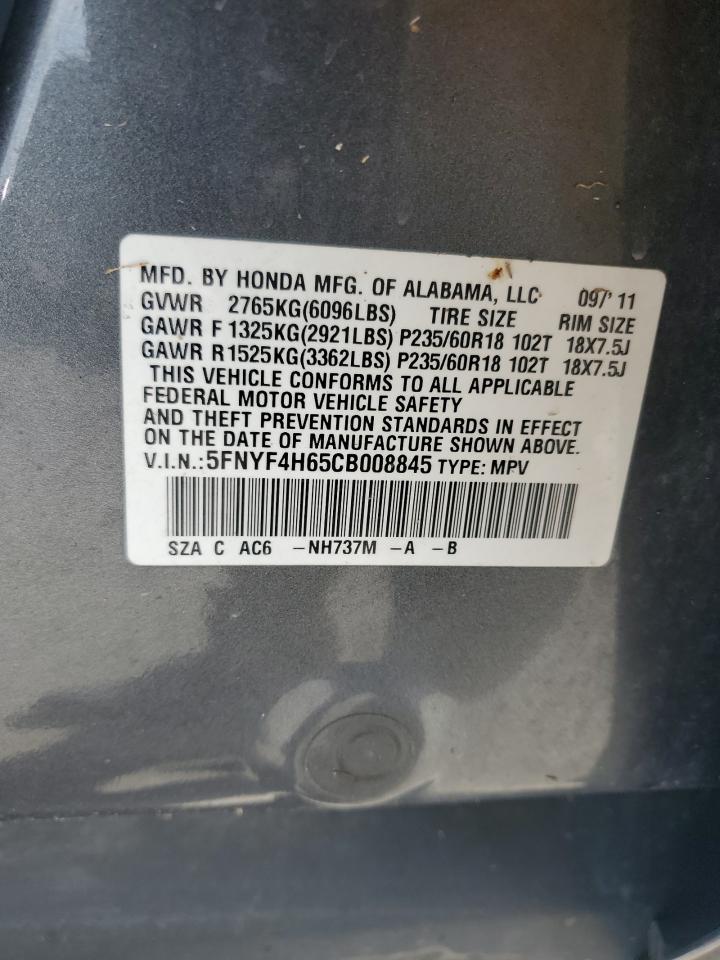 MFD. BY HONDA MFG. OF ALABAMA, LLC 09/'11
GVWR 2765KG(6096LBS) TIRE SIZE RIM SIZE
GAWR F 1325KG(2921LBS) P235/60R18 102T 18X7.5J
GAWR R 1525KG(3362LBS) P235/60R18 102T 18X7.5J
THIS VEHICLE CONFORMS TO ALL APPLICABLE
FEDERAL MOTOR VEHICLE SAFETY
AND THEFT PREVENTION STANDARDS IN EFFECT
ON THE DATE OF MANUFACTURE SHOWN ABOVE.
V.I.N.:5FNYF4H65CB008845 TYPE: MPV
SZA C AC6 -NH737M -A -B